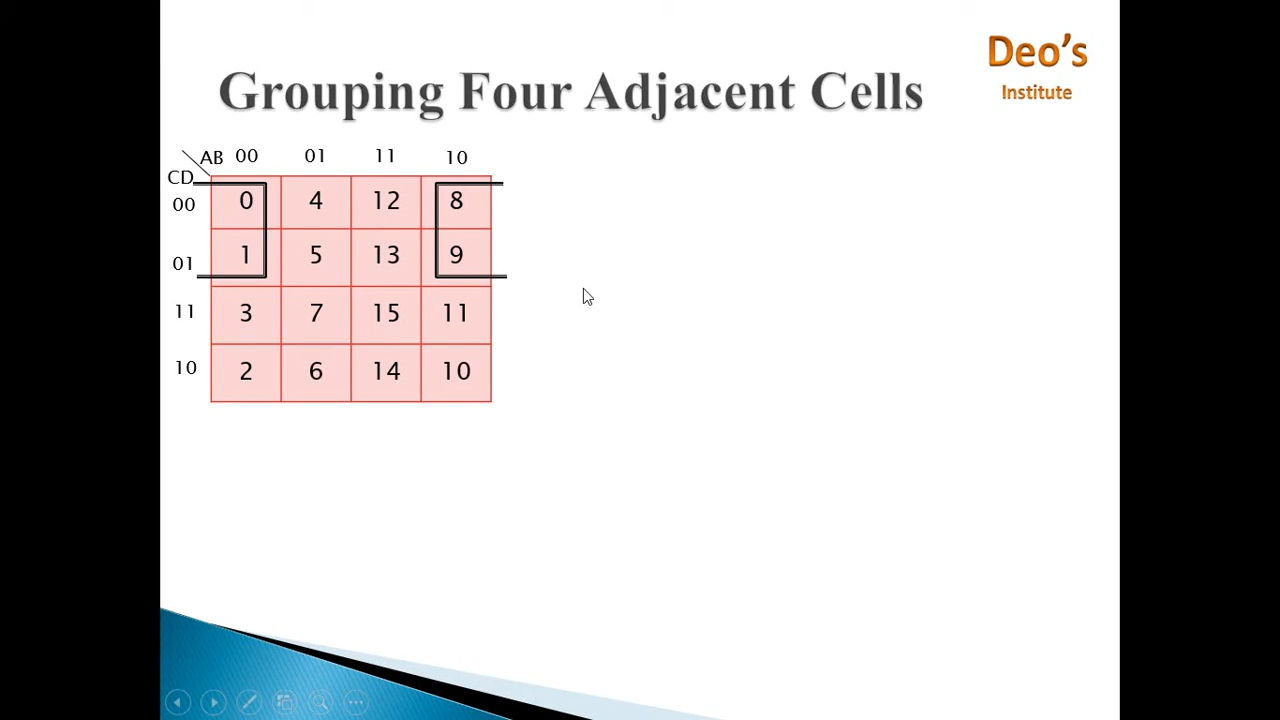 Deo's
Institute
Grouping Four Adjacent Cells
AB 00 01 11 10
CD
00 0 4 12 8
01 1 5 13 9
11 3 7 15 11
10 2 6 14 10